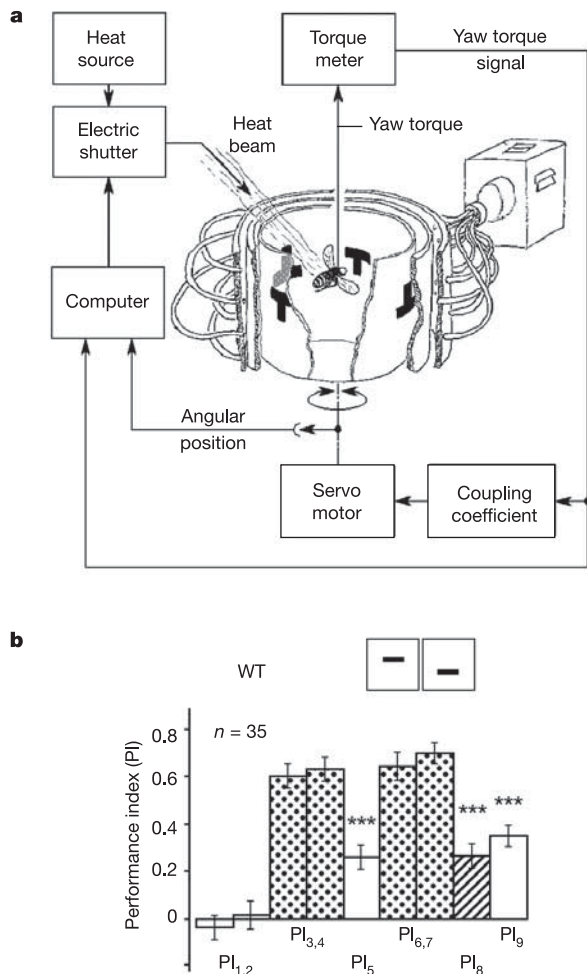 a
Heat
source
Torque
meter
Yaw torque
signal
Electric
shutter
Heat
beam
Yaw torque
Computer
Angular
position
Servo
motor
Coupling
coefficient
b
WT
Performance index (PI)
0.8
n = 35
0.6
0.4
***
***
***
0.2
0
PI3,4
PI6,7
PI9
PI1,2
PI5
PI8